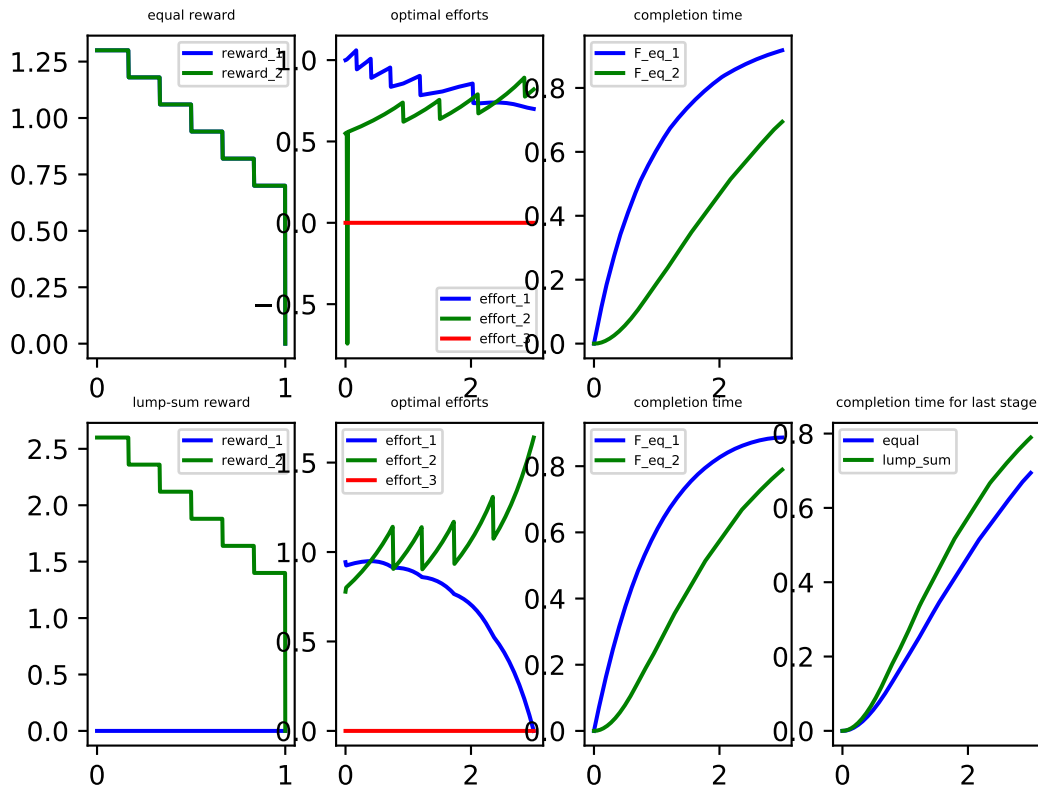 equal reward
optimal efforts
completion time
reward_1
reward_2
1.25
1.00
0.75
0.50
0.25
0.00
0
1
1.0
0.5
0.0
−0.5
effort_1
effort_2
effort_3
0
2
F_eq_1
F_eq_2
0.8
0.6
0.4
0.2
0.0
0
2
lump-sum reward
optimal efforts
completion time
completion time for last stage
reward_1
reward_2
2.5
2.0
1.5
1.0
0.5
0.0
0
1
effort_1
effort_2
effort_3
1.5
1.0
0.5
0.0
0
2
F_eq_1
F_eq_2
0.8
0.6
0.4
0.2
0.0
0
2
equal
lump_sum
0.8
0.6
0.4
0.2
0.0
0
2